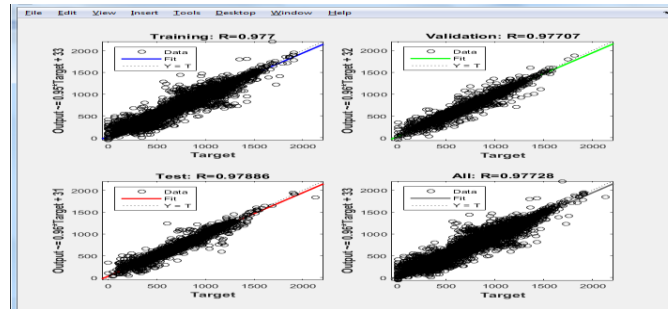 File Edit View Insert Tools Desktop Window Help
Training: R=0.977
Output ~= 0.95*Target + 33
2000
1500
1000
500
0
Data
Fit
Y = T
0 500 1000 1500 2000
Target
Validation: R=0.97707
Output ~= 0.96*Target + 32
2000
1500
1000
500
0
Data
Fit
Y = T
0 500 1000 1500 2000
Target
Test: R=0.97886
Output ~= 0.96*Target + 31
2000
1500
1000
500
0
Data
Fit
Y = T
0 500 1000 1500 2000
Target
All: R=0.97728
Output ~= 0.96*Target + 33
2000
1500
1000
500
0
Data
Fit
Y = T
0 500 1000 1500 2000
Target